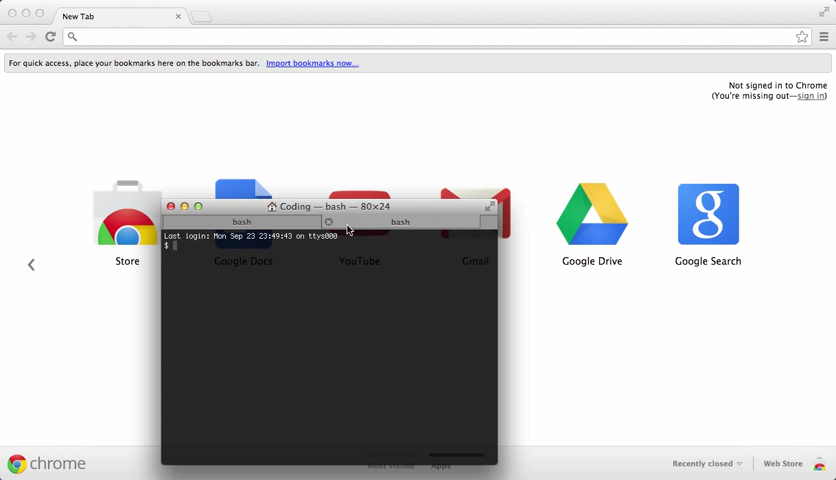 New Tab
For quick access, place your bookmarks here on the bookmarks bar. Import bookmarks now...
Not signed in to Chrome
(You're missing out—sign in)
Coding — bash — 80×24
bash bash
Last login: Mon Sep 23 23:49:43 on ttys000
$
Store Google Docs YouTube Gmail Google Drive Google Search
chrome
Most visited Apps
Recently closed Web Store